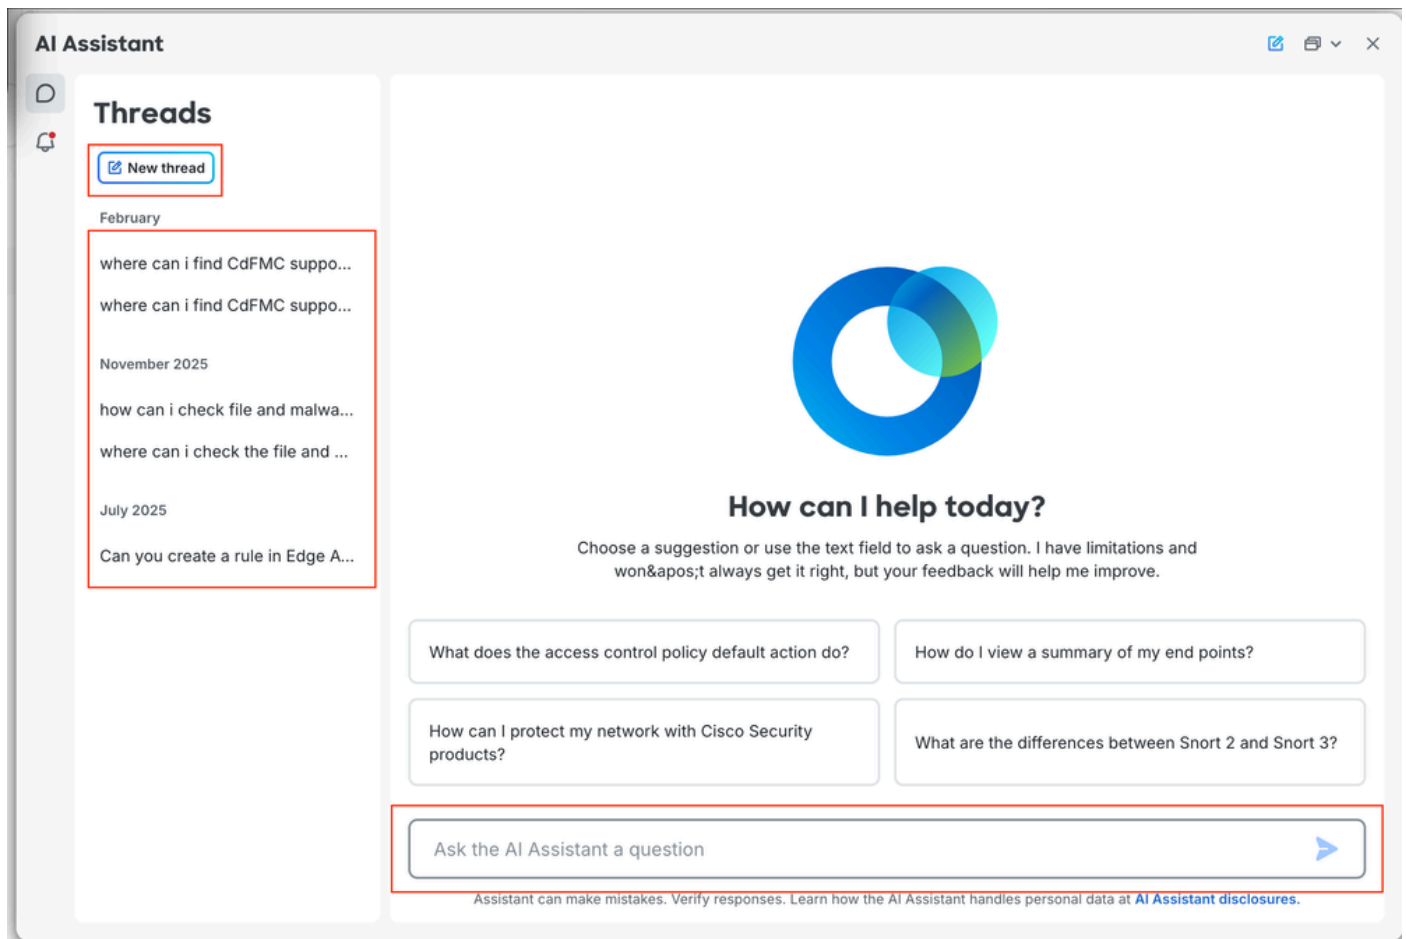 AI Assistant
Threads
New thread
February
where can i find CdFMC suppo...
where can i find CdFMC suppo...
November 2025
how can i check file and malwa...
where can i check the file and ...
July 2025
Can you create a rule in Edge A...
How can I help today?
Choose a suggestion or use the text field to ask a question. I have limitations and
won&apos;t always get it right, but your feedback will help me improve.
What does the access control policy default action do?
How do I view a summary of my end points?
How can I protect my network with Cisco Security
products?
What are the differences between Snort 2 and Snort 3?
Ask the AI Assistant a question
Assistant can make mistakes. Verify responses. Learn how the AI Assistant handles personal data at AI Assistant disclosures.